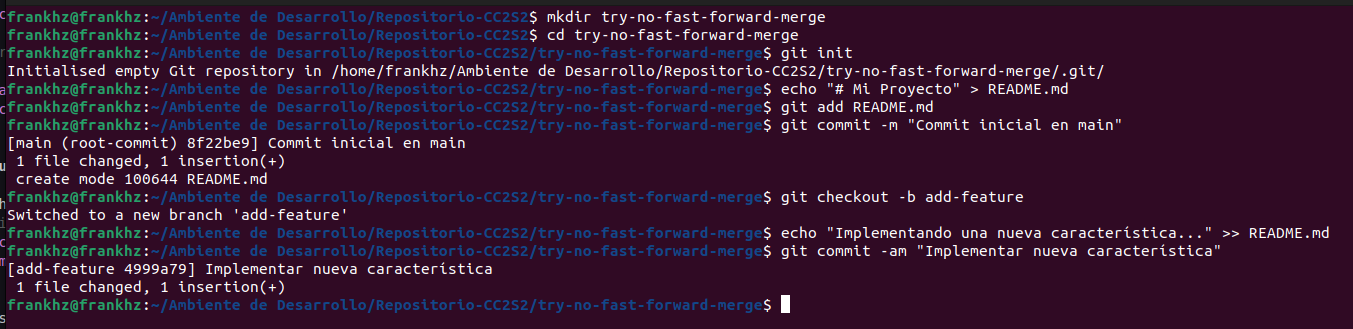 frankhz@frankhz:~/Ambiente de Desarrollo/Repositorio-CC2S2$ mkdir try-no-fast-forward-merge
frankhz@frankhz:~/Ambiente de Desarrollo/Repositorio-CC2S2$ cd try-no-fast-forward-merge
frankhz@frankhz:~/Ambiente de Desarrollo/Repositorio-CC2S2/try-no-fast-forward-merge$ git init
Initialised empty Git repository in /home/frankhz/Ambiente de Desarrollo/Repositorio-CC2S2/try-no-fast-forward-merge/.git/
frankhz@frankhz:~/Ambiente de Desarrollo/Repositorio-CC2S2/try-no-fast-forward-merge$ echo "# Mi Proyecto" > README.md
frankhz@frankhz:~/Ambiente de Desarrollo/Repositorio-CC2S2/try-no-fast-forward-merge$ git add README.md
frankhz@frankhz:~/Ambiente de Desarrollo/Repositorio-CC2S2/try-no-fast-forward-merge$ git commit -m "Commit inicial en main"
[main (root-commit) 8f22be9] Commit inicial en main
 1 file changed, 1 insertion(+)
 create mode 100644 README.md
frankhz@frankhz:~/Ambiente de Desarrollo/Repositorio-CC2S2/try-no-fast-forward-merge$ git checkout -b add-feature
Switched to a new branch 'add-feature'
frankhz@frankhz:~/Ambiente de Desarrollo/Repositorio-CC2S2/try-no-fast-forward-merge$ echo "Implementando una nueva característica..." >> README.md
frankhz@frankhz:~/Ambiente de Desarrollo/Repositorio-CC2S2/try-no-fast-forward-merge$ git commit -am "Implementar nueva característica"
[add-feature 4999a79] Implementar nueva característica
 1 file changed, 1 insertion(+)
frankhz@frankhz:~/Ambiente de Desarrollo/Repositorio-CC2S2/try-no-fast-forward-merge$